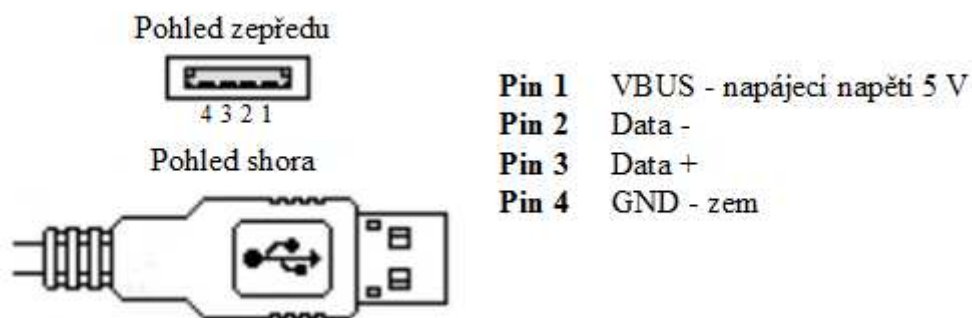 Pohled zepředu
4 3 2 1
Pohled shora
Pin 1 VBUS - napájecí napětí 5 V
Pin 2 Data -
Pin 3 Data +
Pin 4 GND - zem